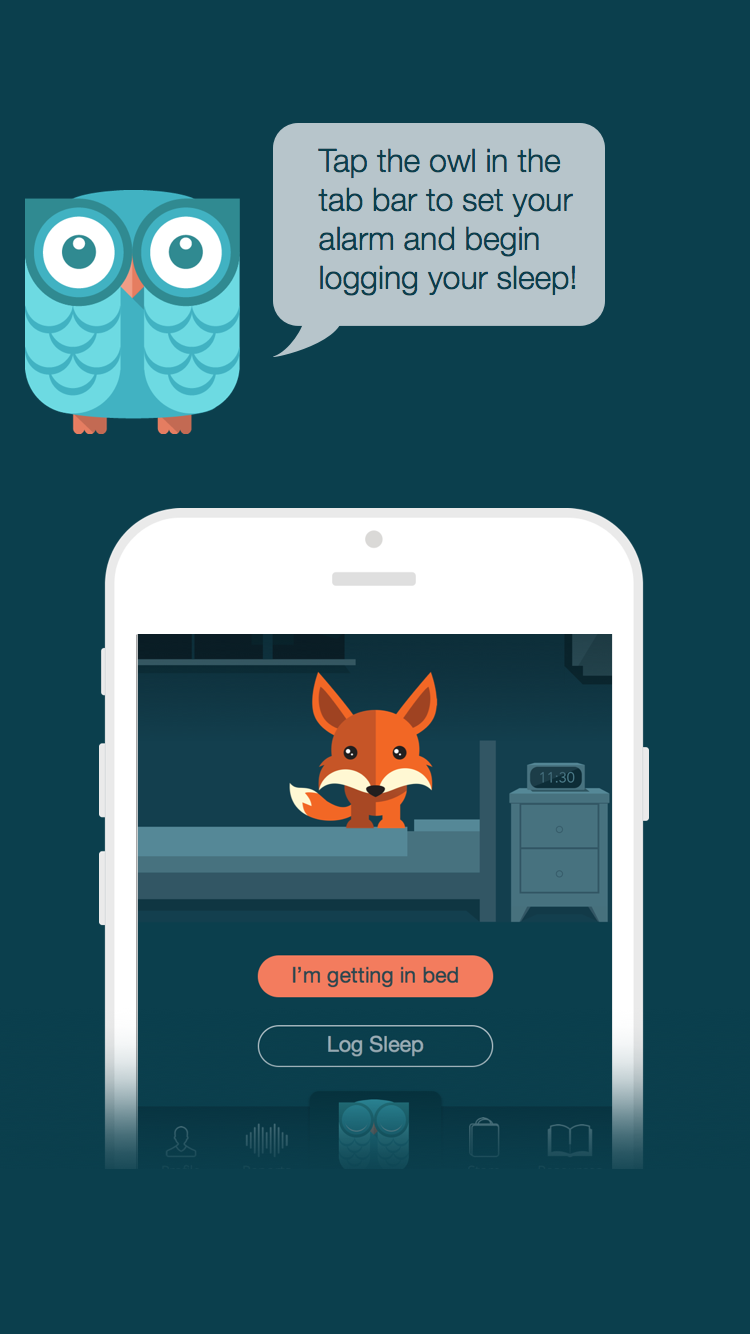 Tap the owl in the
tab bar to set your
alarm and begin
logging your sleep!
11:30
I'm getting in bed
Log Sleep